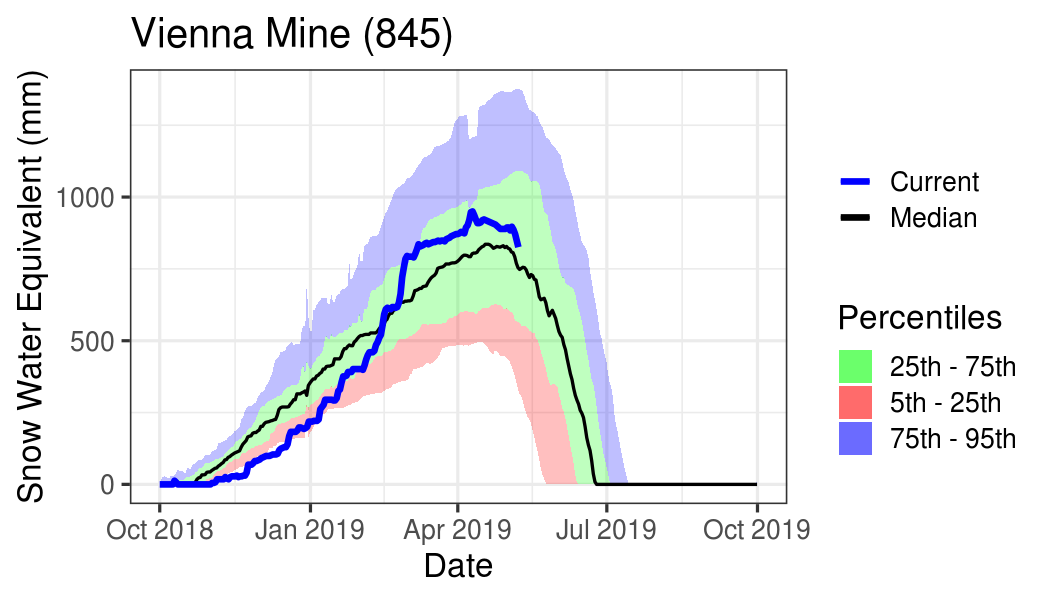 Vienna Mine (845)
Snow Water Equivalent (mm)
1000
500
0
Oct 2018
Jan 2019
Apr 2019
Jul 2019
Oct 2019
Date
Current
Median
Percentiles
25th - 75th
5th - 25th
75th - 95th